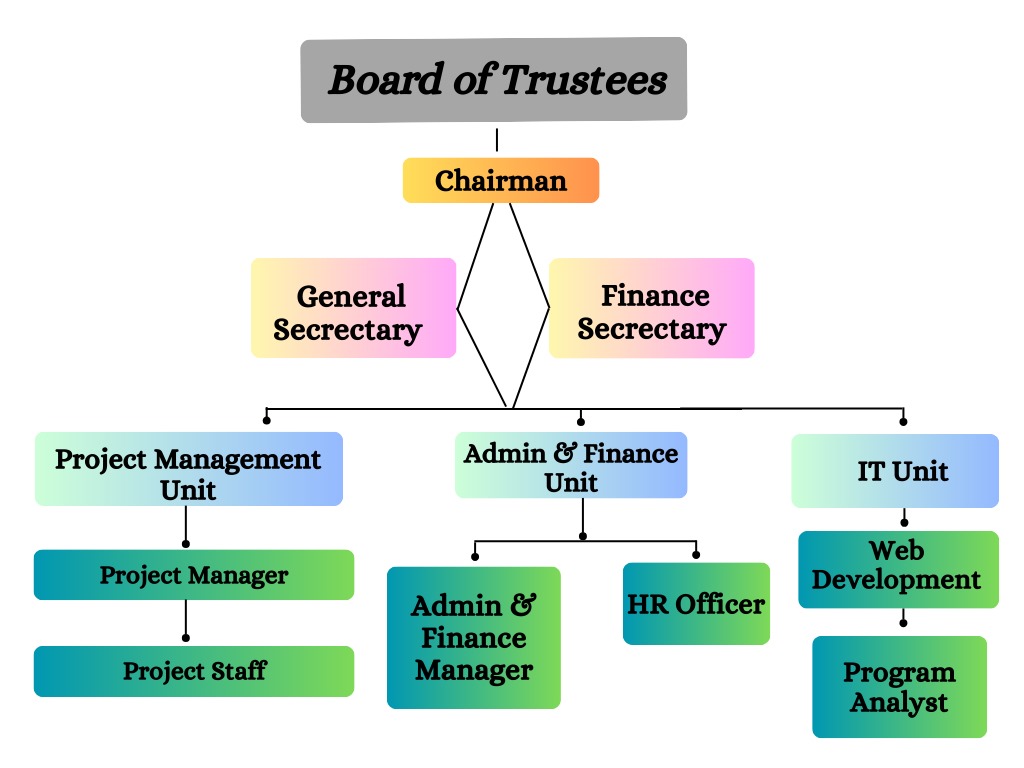 Board of Trustees
Chairman
General
Secrectary
Finance
Secrectary
Project Management
Unit
Admin & Finance
Unit
IT Unit
Project Manager
Project Staff
Admin &
Finance
Manager
HR Officer
Web
Development
Program
Analyst